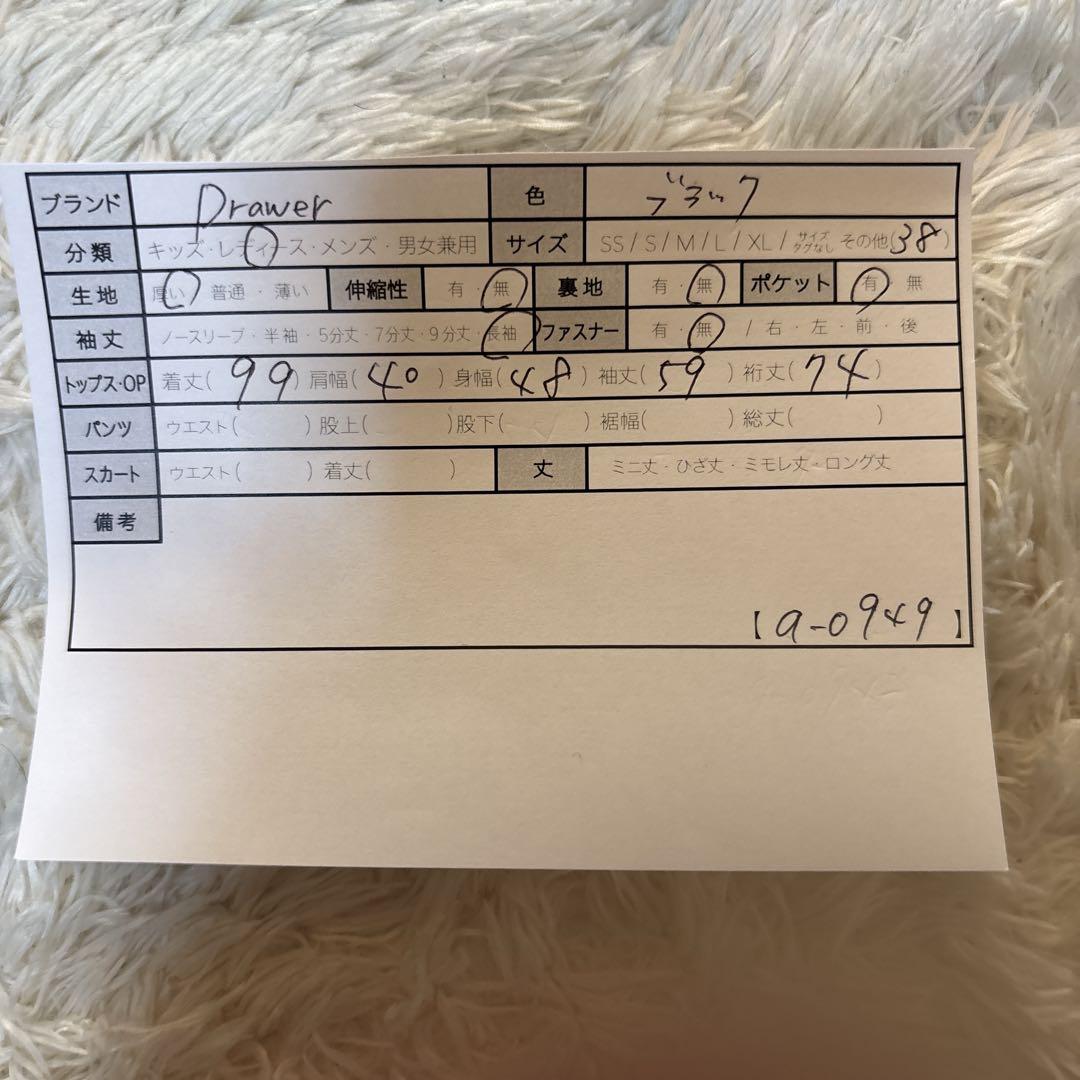 ブランド Drawer 色 ブラック
分類 キッズ・レディース・メンズ・男女兼用 サイズ SS/S/M/L/XL/サイズタグなし その他(38)
生地 厚い・普通・薄い 伸縮性 有・無 裏地 有・無 ポケット 有・無
袖丈 ノースリーブ・半袖・5分丈・7分丈・9分丈・長袖 ファスナー 有・無 / 右・左・前・後
トップス・OP 着丈(99) 肩幅(40) 身幅(48) 袖丈(59) 裄丈(74)
パンツ ウエスト( ) 股上( ) 股下( ) 裾幅( ) 総丈( )
スカート ウエスト( ) 着丈( ) 丈 ミニ丈・ひざ丈・ミモレ丈・ロング丈
備考
【a-0949】